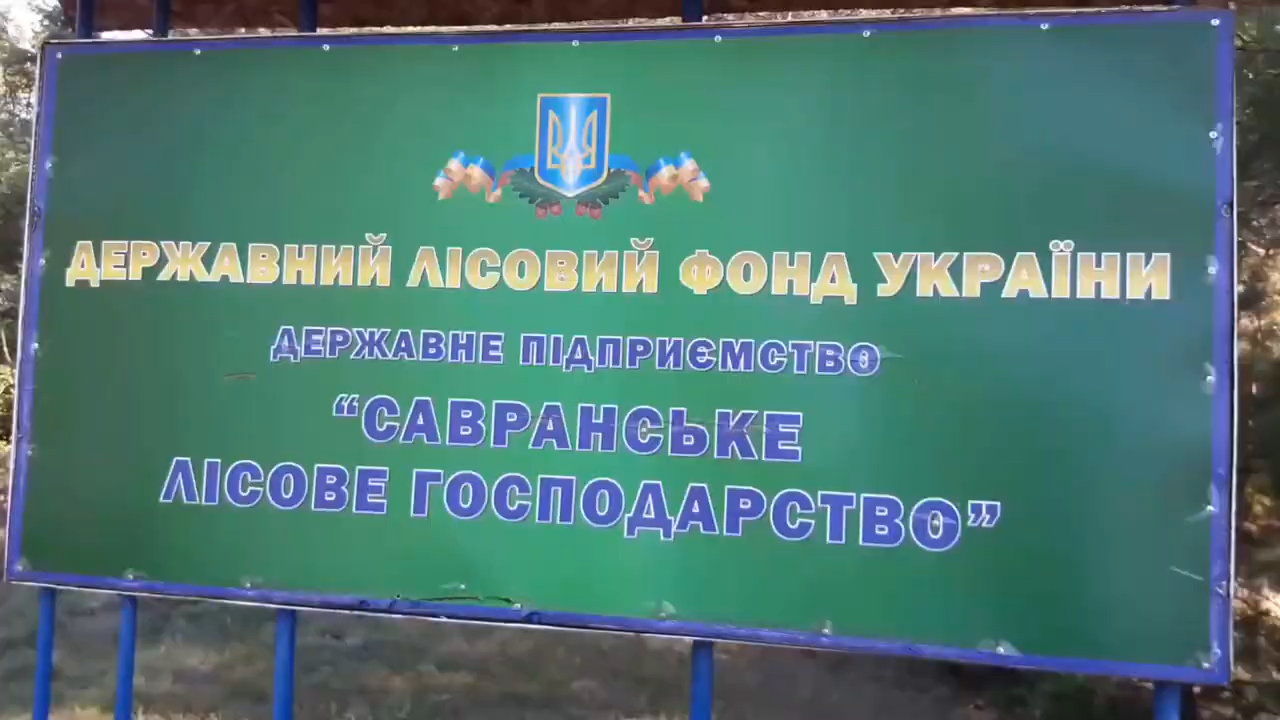 ДЕРЖАВНИЙ ЛІСОВИЙ ФОНД УКРАЇНИ
ДЕРЖАВНЕ ПІДПРИЄМСТВО
“САВРАНСЬКЕ
ЛІСОВЕ ГОСПОДАРСТВО”